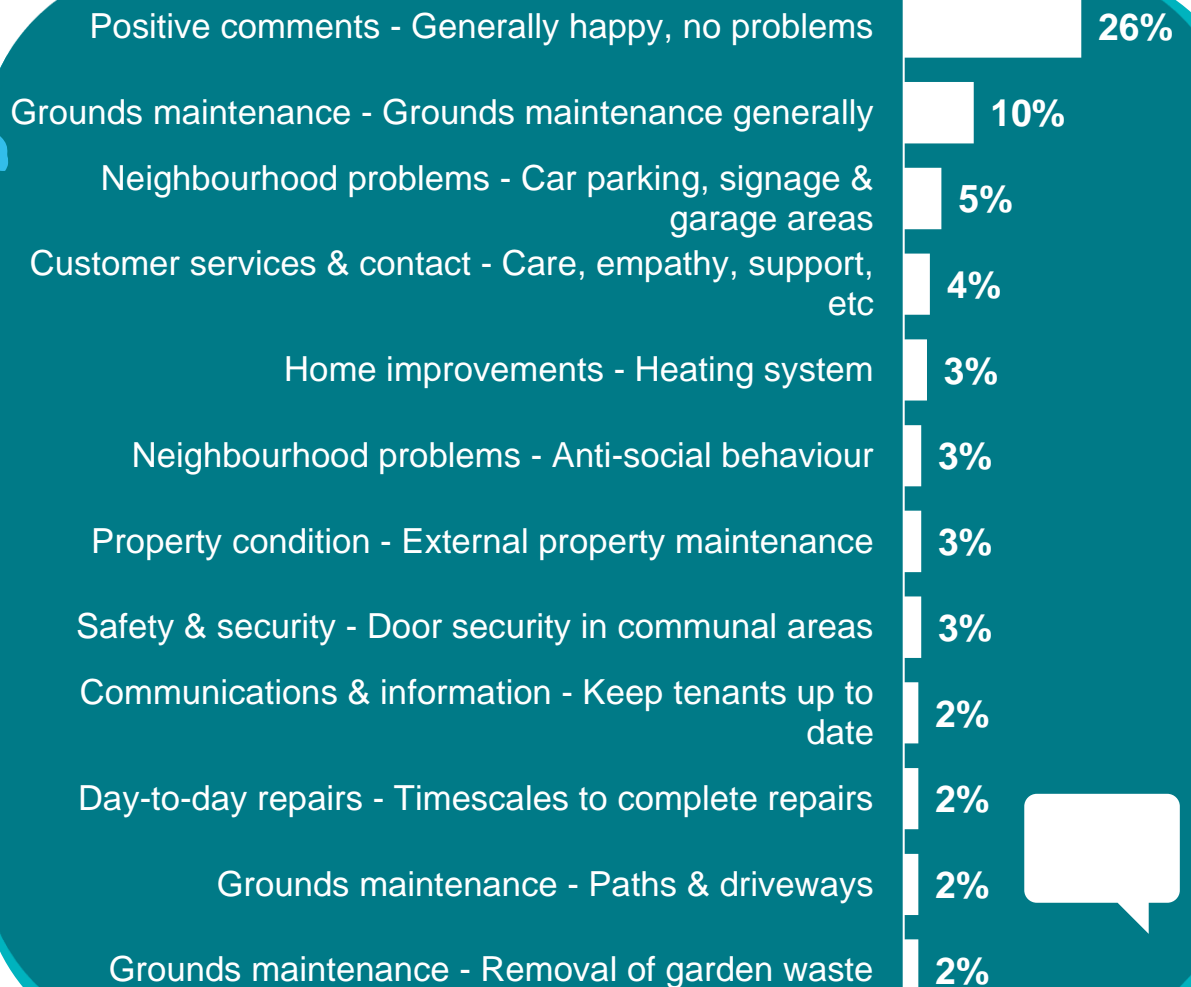 Positive comments - Generally happy, no problems 26%
Grounds maintenance - Grounds maintenance generally 10%
Neighbourhood problems - Car parking, signage &
garage areas 5%
Customer services & contact - Care, empathy, support,
etc 4%
Home improvements - Heating system 3%
Neighbourhood problems - Anti-social behaviour 3%
Property condition - External property maintenance 3%
Safety & security - Door security in communal areas 3%
Communications & information - Keep tenants up to
date 2%
Day-to-day repairs - Timescales to complete repairs 2%
Grounds maintenance - Paths & driveways 2%
Grounds maintenance - Removal of garden waste 2%